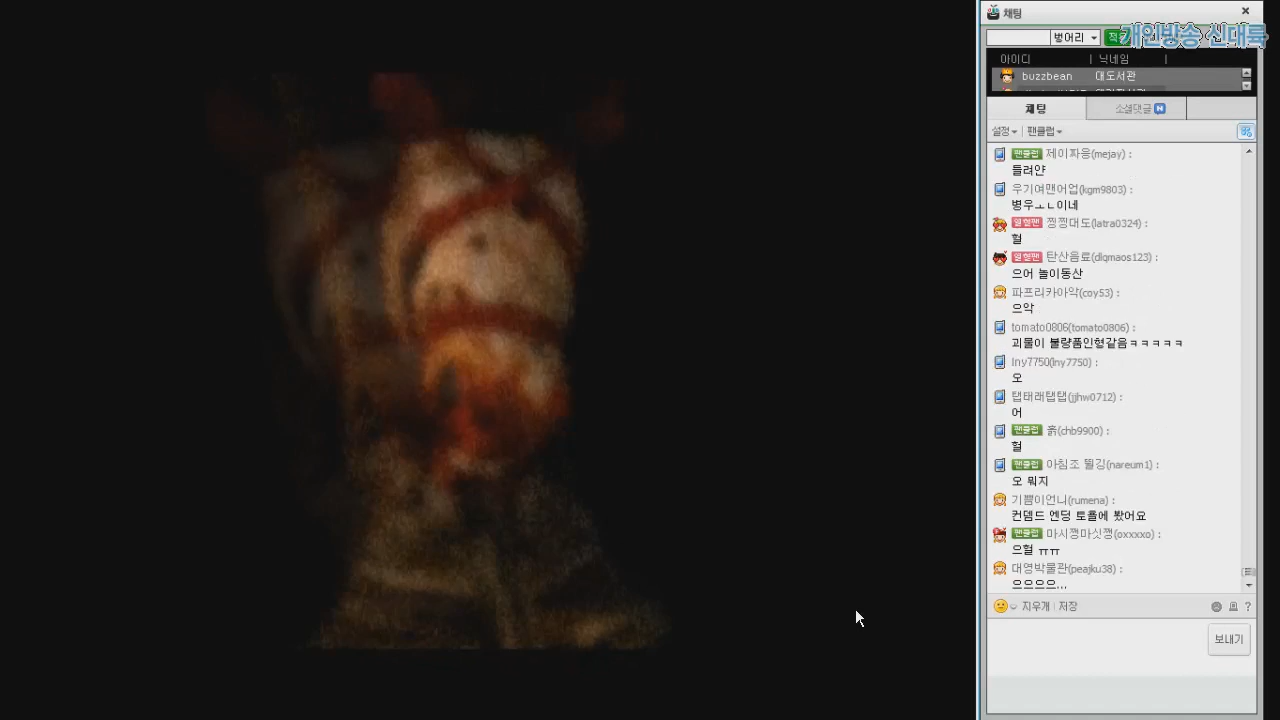 채팅
개인방송 신대륙
벙어리
아이디 | 닉네임 |
buzzbean 대도서관
채팅 소셜댓글 N
설정 | 팬클럽
팬클럽 제이파웅(mejay) :
들려얀
우기여맨어업(kgm9803) :
병우ㅗㄴ이네
열혈팬 찡찡대도(latra0324) :
헐
열혈팬 탄산음료(dlqmaos123) :
으어 놀이동산
파프리카아악(coy53) :
으악
tomato0806(tomato0806) :
괴물이 불량품인형같음ㅋㅋㅋㅋㅋ
lny7750(lny7750) :
오
탭태래탭탭(jjhw0712) :
어
팬클럽 흙(chb9900) :
헐
팬클럽 아침조 뛸깅(nareum1) :
오 뭐지
기쁨이언니(rumena) :
컨뎀드 엔딩 토욜에 봤어요
팬클럽 마시쩡마싯쩡(oxxxxo) :
으헐 ㅠㅠ
대영박물관(peajku38) :
으으으으,,,
지우개 | 저장
?
보내기